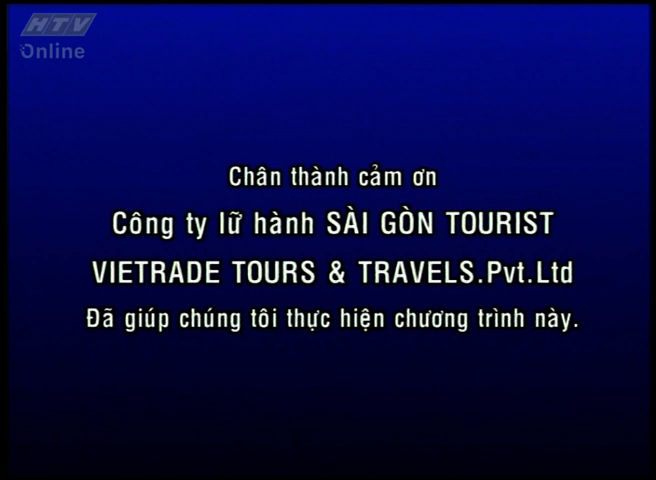 HTV
Online
Chân thành cảm ơn
Công ty lữ hành SÀI GÒN TOURIST
VIETRADE TOURS & TRAVELS.Pvt.Ltd
Đã giúp chúng tôi thực hiện chương trình này.